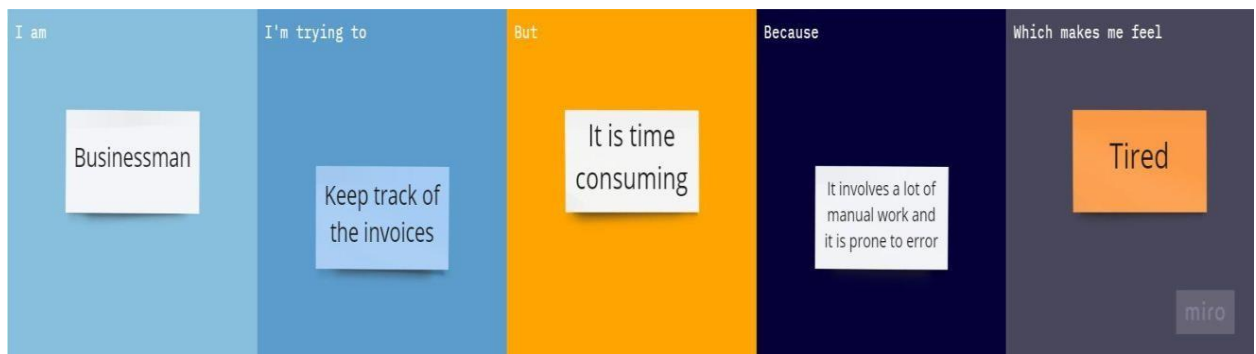 I am
Businessman
I'm trying to
Keep track of
the invoices
But
It is time
consuming
Because
It involves a lot of
manual work and
it is prone to error
Which makes me feel
Tired
miro